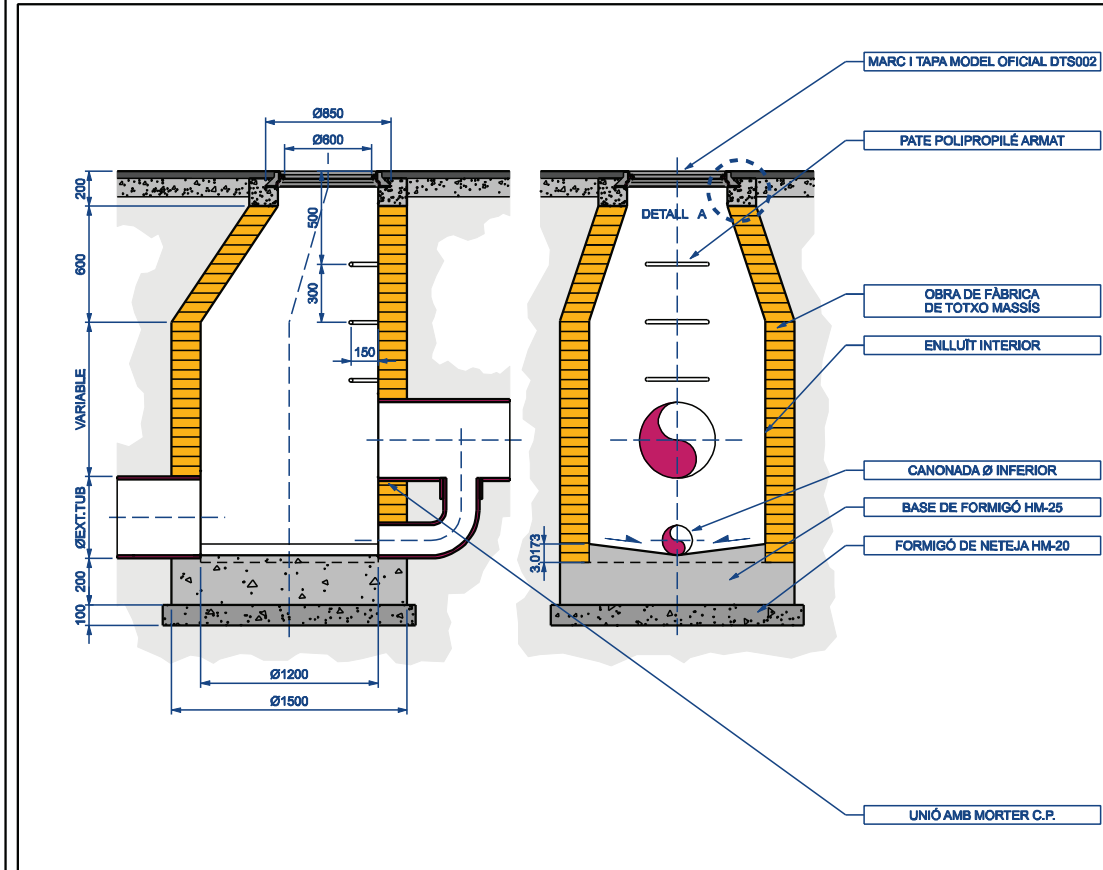 MARC I TAPA MODEL OFICIAL DTS002
Ø850
Ø600
PATE POLIPROPILÉ ARMAT
200
DETALL A
500
600
300
OBRA DE FÀBRICA
DE TOTXO MASSÍS
ENLLUÏT INTERIOR
150
VARIABLE
CANONADA Ø INFERIOR
BASE DE FORMIGÓ HM-25
ØEXT.TUB
3,0173
FORMIGÓ DE NETEJA HM-20
200
100
Ø1200
Ø1500
UNIÓ AMB MORTER C.P.